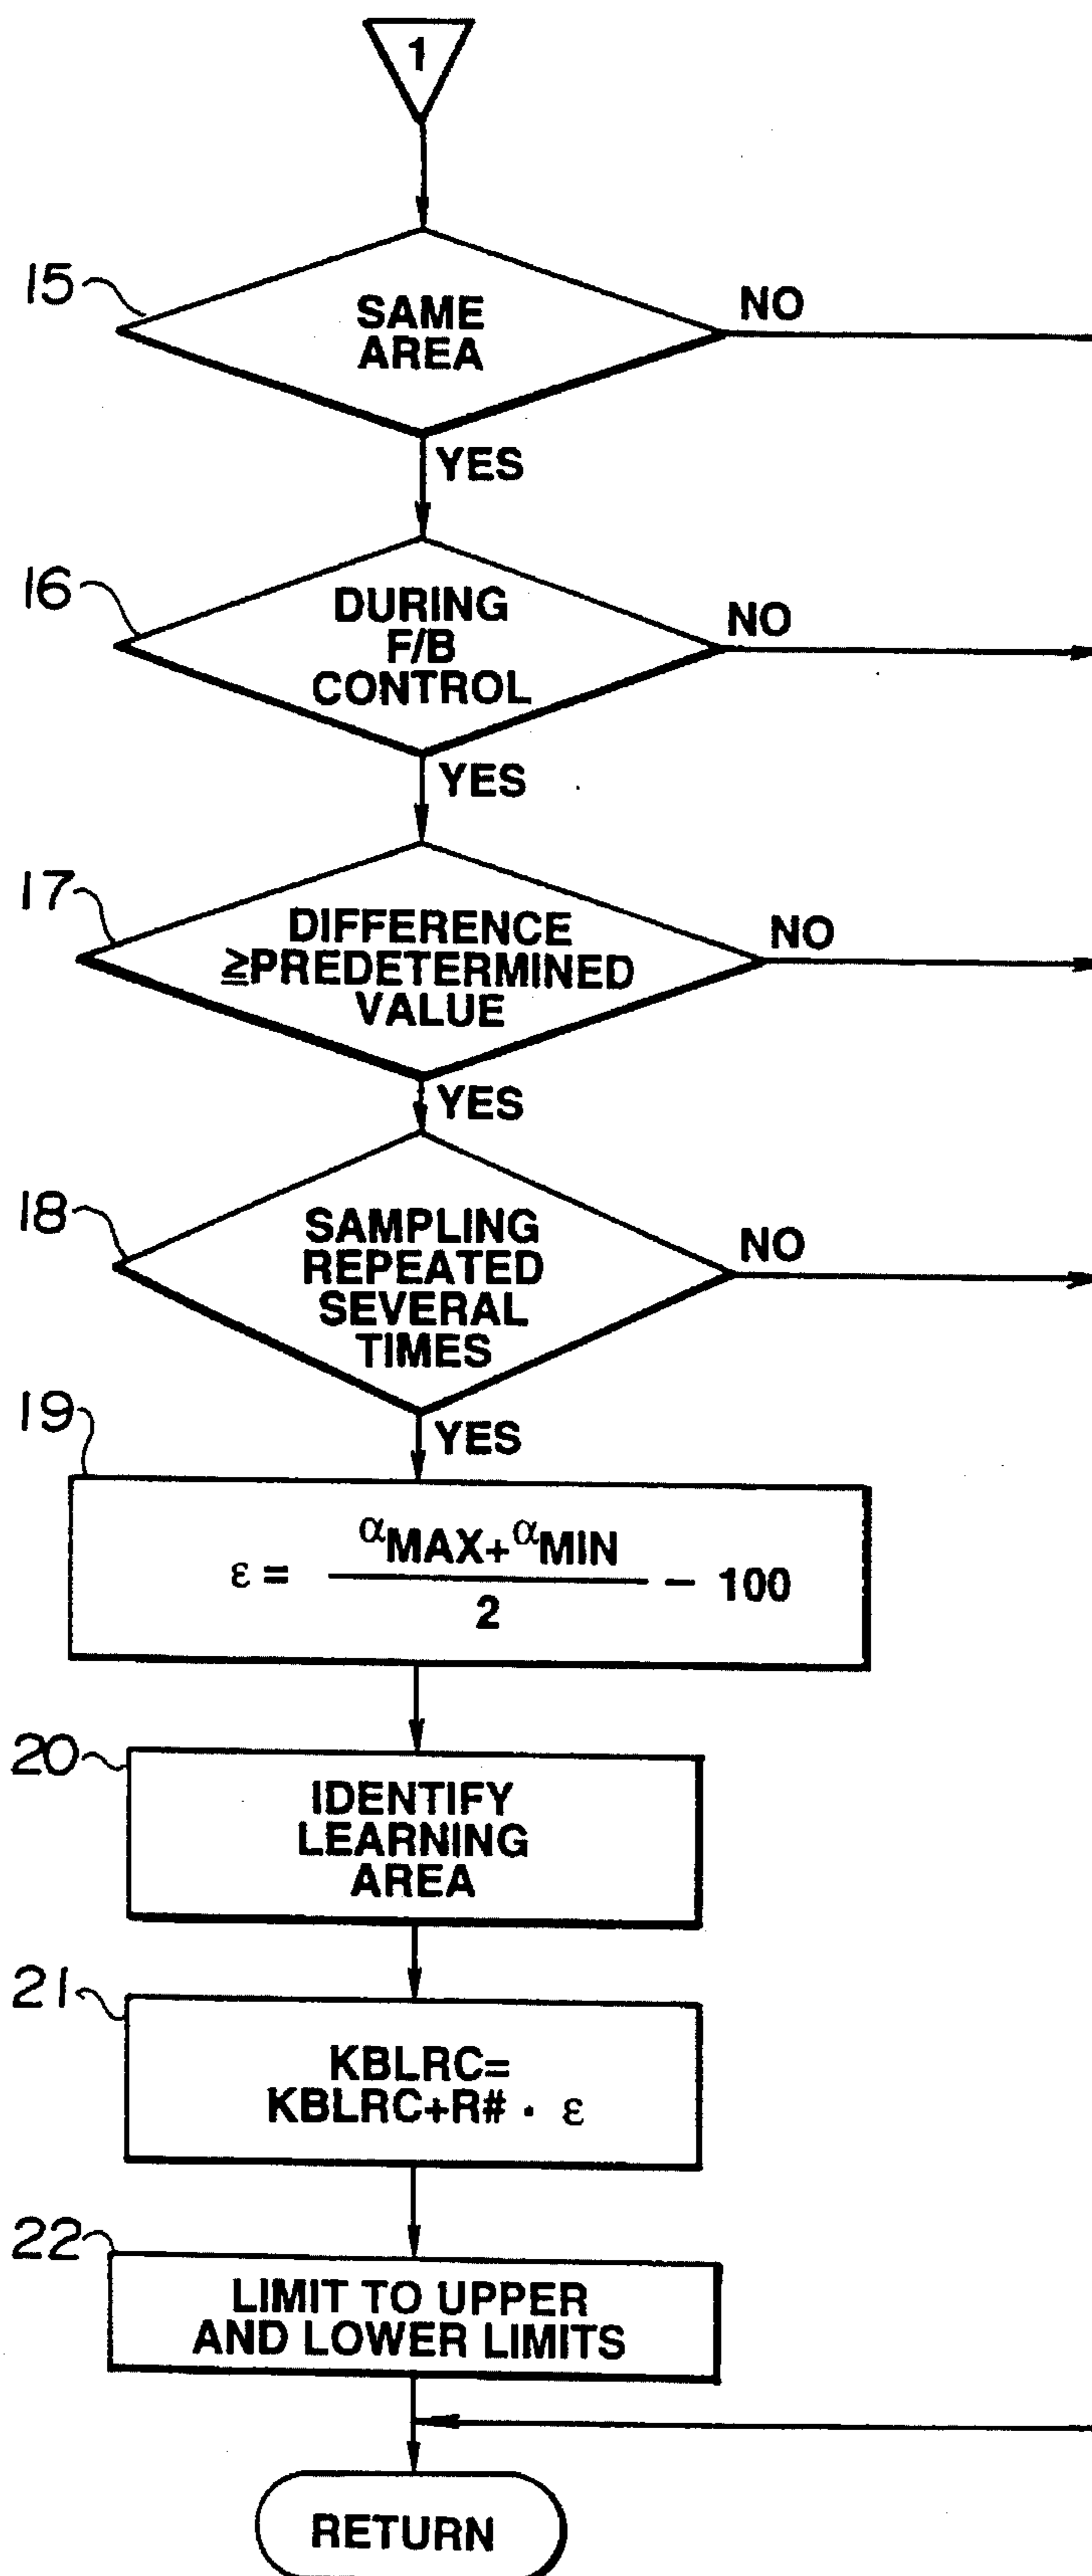 1
15
SAME
AREA
NO
YES
16
DURING
F/B
CONTROL
NO
YES
17
DIFFERENCE
≧PREDETERMINED
VALUE
NO
YES
18
SAMPLING
REPEATED
SEVERAL
TIMES
NO
YES
19
ε = (αMAX+αMIN)/2 − 100
20
IDENTIFY
LEARNING
AREA
21
KBLRC=
KBLRC+R# · ε
22
LIMIT TO UPPER
AND LOWER LIMITS
RETURN